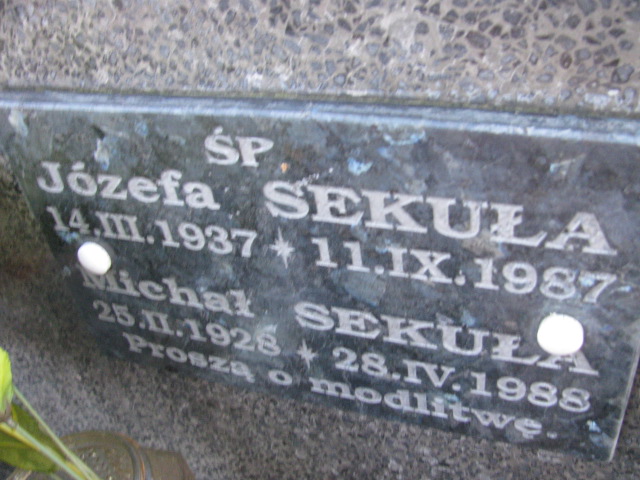 ŚP
Józefa SEKUŁA
14.III.1937 * 11.IX.1987
Michał SEKUŁA
25.II.1928 * 28.IV.1988
Proszą o modlitwę.